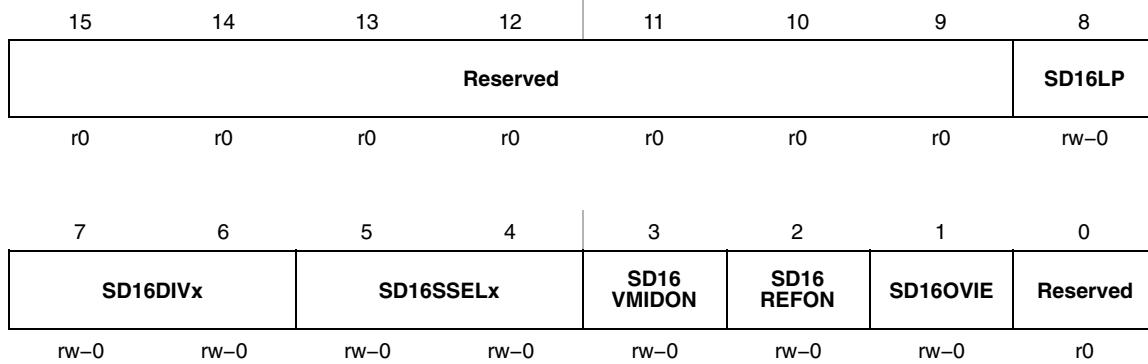 15 14 13 12 11 10 9 8
Reserved SD16LP
r0 r0 r0 r0 r0 r0 r0 rw−0
7 6 5 4 3 2 1 0
SD16DIVx SD16SSELx SD16 VMIDON SD16 REFON SD16OVIE Reserved
rw−0 rw−0 rw−0 rw−0 rw−0 rw−0 rw−0 r0